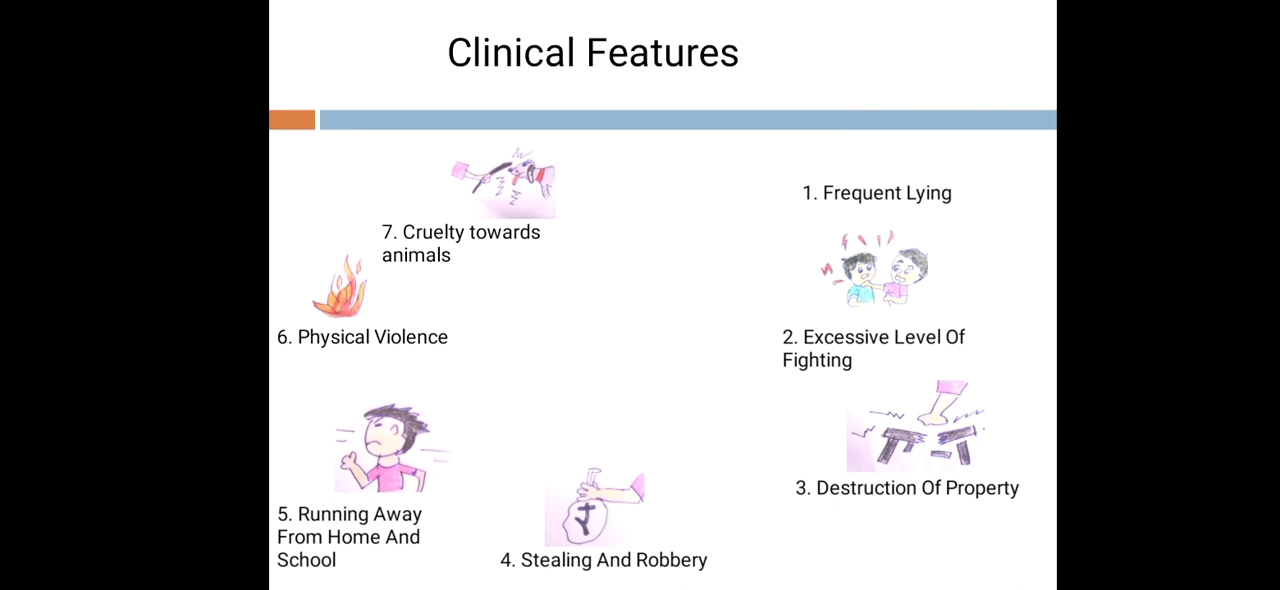 Clinical Features
1. Frequent Lying
2. Excessive Level Of
Fighting
3. Destruction Of Property
4. Stealing And Robbery
5. Running Away
From Home And
School
6. Physical Violence
7. Cruelty towards
animals